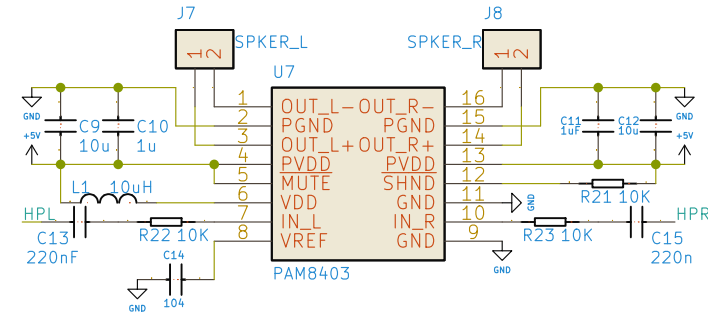 J7
J8
1
2
SPKER_L
SPKER_R
1
2
U7
1
OUT_L-
OUT_R-
16
GND
2
PGND
PGND
15
GND
C9
10u
C10
1u
C11
1uF
C12
10u
+5V
3
OUT_L+
OUT_R+
14
+5V
4
PVDD
PVDD
13
5
MUTE
SHND
12
L1
10uH
6
VDD
GND
11
GND
R21
10K
HPL
7
IN_L
IN_R
10
HPR
C13
220nF
R22
10K
8
VREF
GND
9
R23
10K
C15
220n
C14
104
GND
GND
PAM8403